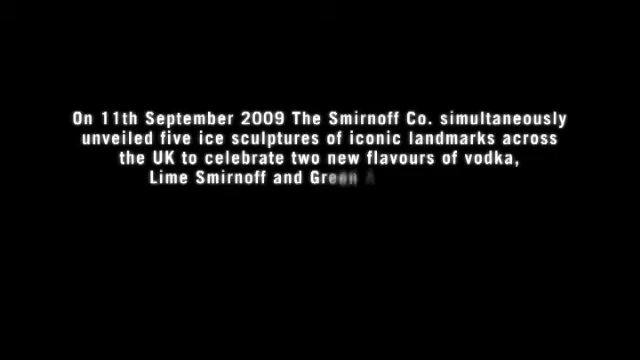 On 11th September 2009 The Smirnoff Co. simultaneously
unveiled five ice sculptures of iconic landmarks across
the UK to celebrate two new flavours of vodka,
Lime Smirnoff and Green A